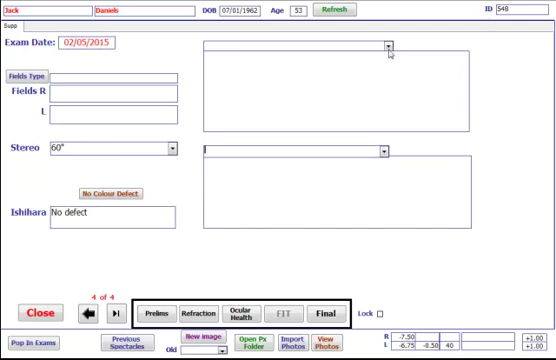 Jack Daniels DOB 07/01/1962 Age 53 Refresh ID 548
Supp
Exam Date: 02/05/2015
Fields Type
Fields R
L
Stereo 60"
No Colour Defect
Ishihara No defect
4 of 4
Close Prelims Refraction Ocular Health FIT Final Lock
Pop In Exams Previous Spectacles New image Old Open Px Folder Import Photos View Photos
R -7.50 +1.00
L -6.75 -0.50 40 +1.00